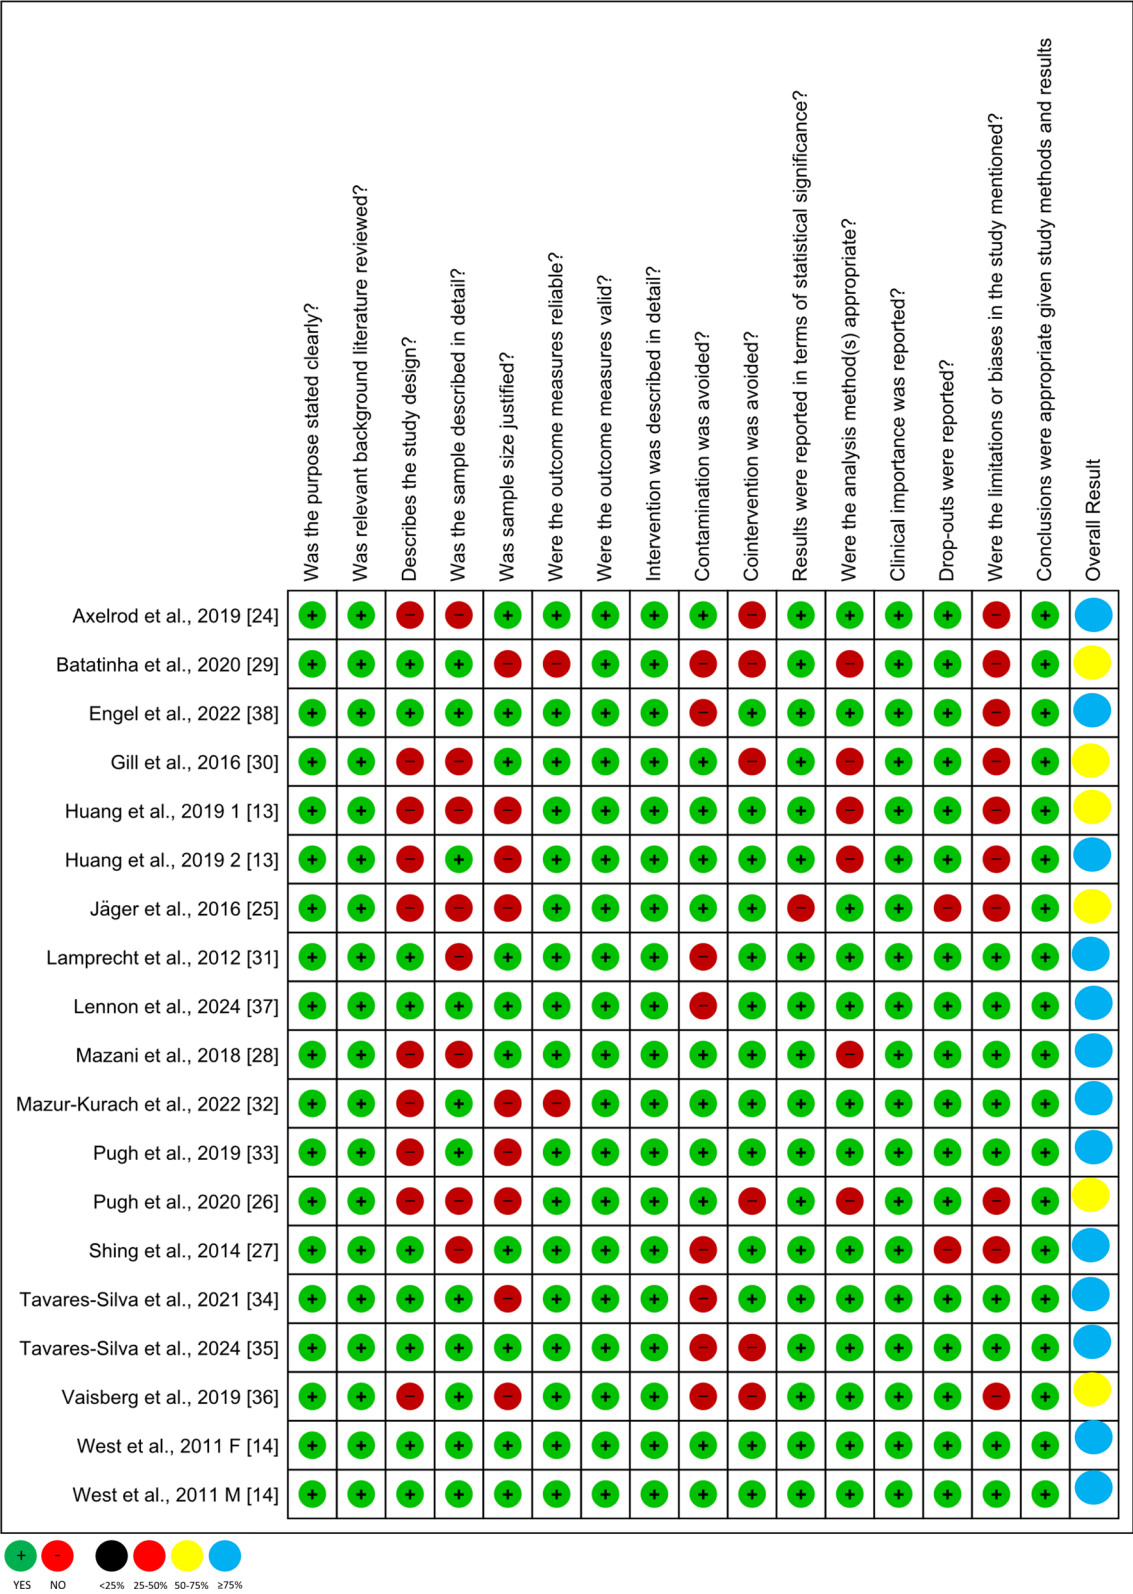 Was the purpose stated clearly?
Was relevant background literature reviewed?
Describes the study design?
Was the sample described in detail?
Was sample size justified?
Were the outcome measures reliable?
Were the outcome measures valid?
Intervention was described in detail?
Contamination was avoided?
Cointervention was avoided?
Results were reported in terms of statistical significance?
Were the analysis method(s) appropriate?
Clinical importance was reported?
Drop-outs were reported?
Were the limitations or biases in the study mentioned?
Conclusions were appropriate given study methods and results
Overall Result
Axelrod et al., 2019 [24] + + - - + + + + + - + + + + - +
Batatinha et al., 2020 [29] + + + + - - + + - - + - + + - +
Engel et al., 2022 [38] + + + + + + + + - + + + + + - +
Gill et al., 2016 [30] + + - - + + + + + - + - + + - +
Huang et al., 2019 1 [13] + + - - - + + + + + + - + + - +
Huang et al., 2019 2 [13] + + - + - + + + + + + - + + - +
Jäger et al., 2016 [25] + + - - - + + + + + - + + - - +
Lamprecht et al., 2012 [31] + + + - + + + + - + + + + + + +
Lennon et al., 2024 [37] + + + + + + + + - + + + + + + +
Mazani et al., 2018 [28] + + - - + + + + + + + - + + + +
Mazur-Kurach et al., 2022 [32] + + - + - - + + + + + + + + + +
Pugh et al., 2019 [33] + + - + - + + + + + + + + + + +
Pugh et al., 2020 [26] + + - - - + + + + - + - + + - +
Shing et al., 2014 [27] + + + - + + + + - + + + + - - +
Tavares-Silva et al., 2021 [34] + + + + - + + + - + + + + + + +
Tavares-Silva et al., 2024 [35] + + + + + + + + - - + + + + + +
Vaisberg et al., 2019 [36] + + - + - + + + - - + + + + - +
West et al., 2011 F [14] + + + + + + + + + + + + + + + +
West et al., 2011 M [14] + + + + + + + + + + + + + + + +
+ -
YES NO <25% 25-50% 50-75% ≥75%